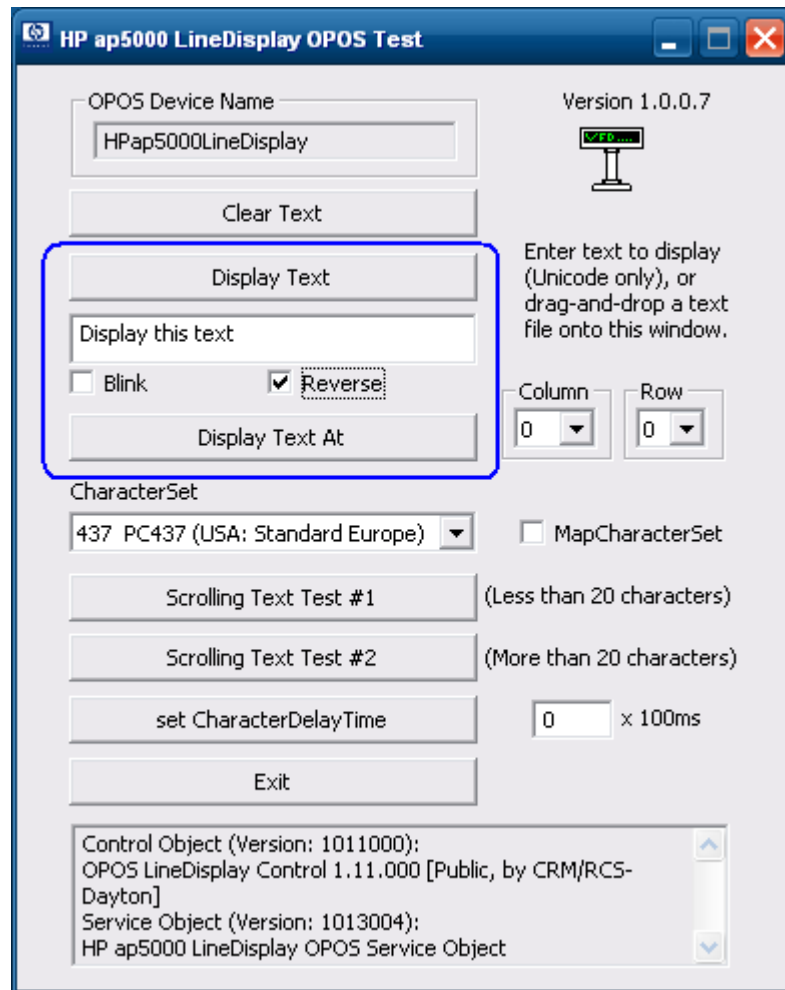 HP ap5000 LineDisplay OPOS Test
OPOS Device Name
Version 1.0.0.7
HPap5000LineDisplay
VFD....
Clear Text
Display Text
Enter text to display
(Unicode only), or
drag-and-drop a text
file onto this window.
Display this text
Blink
Reverse
Column
Row
0
0
Display Text At
CharacterSet
437 PC437 (USA: Standard Europe)
MapCharacterSet
Scrolling Text Test #1
(Less than 20 characters)
Scrolling Text Test #2
(More than 20 characters)
set CharacterDelayTime
0
x 100ms
Exit
Control Object (Version: 1011000):
OPOS LineDisplay Control 1.11.000 [Public, by CRM/RCS-
Dayton]
Service Object (Version: 1013004):
HP ap5000 LineDisplay OPOS Service Object